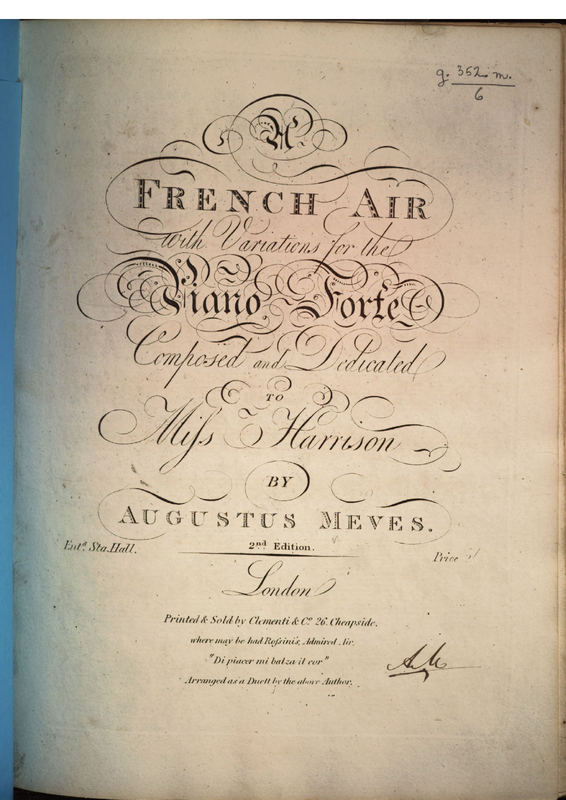 g. 352. m.
6
A
FRENCH AIR
with Variations for the
Piano Forte
Composed and Dedicated
TO
Miſs Harrison
BY
AUGUSTUS MEVES.
Entd. Sta. Hall.
2nd Edition.
Price
London
Printed & Sold by Clementi & Co. 26. Cheapside.
where may be had Roſsini's, Admired Air,
"Di piacer mi balza il cor"
Arranged as a Duett by the above Author.